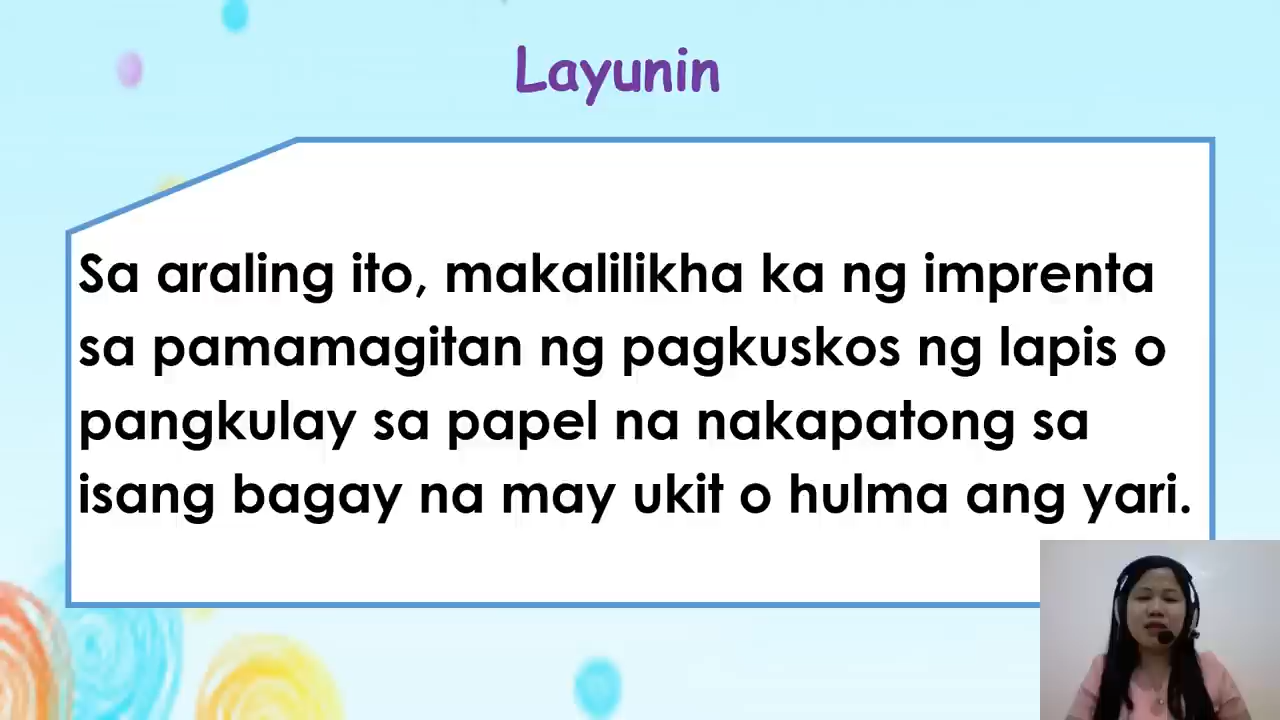 Layunin
Sa araling ito, makalilikha ka ng imprenta
sa pamamagitan ng pagkuskos ng lapis o
pangkulay sa papel na nakapatong sa
isang bagay na may ukit o hulma ang yari.